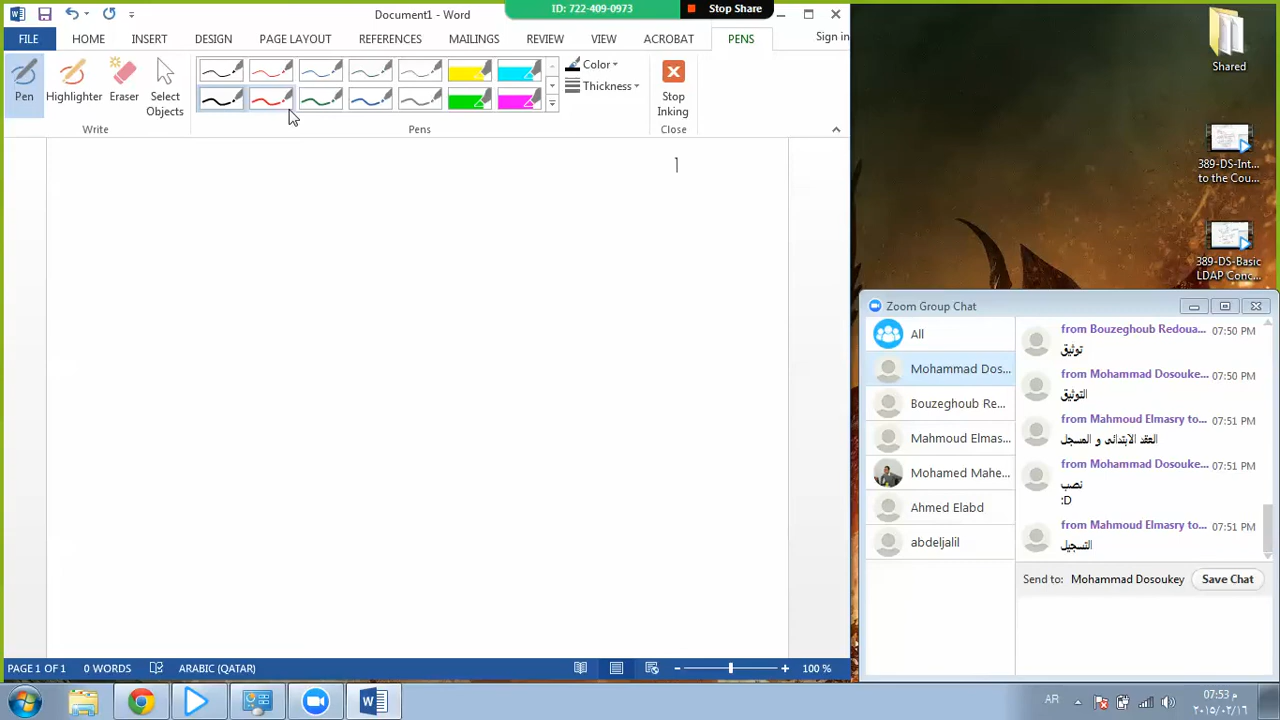 Document1 - Word
ID: 722-409-0973
Stop Share
FILE
HOME
INSERT
DESIGN
PAGE LAYOUT
REFERENCES
MAILINGS
REVIEW
VIEW
ACROBAT
PENS
Sign in
Pen
Highlighter
Eraser
Select Objects
Write
Pens
Color
Thickness
Stop Inking
Close
Shared
389-DS-Int... to the Cou...
389-DS-Basic LDAP Conc...
Zoom Group Chat
All
Mohammad Dos...
Bouzeghoub Re...
Mahmoud Elmas...
Mohamed Mahe...
Ahmed Elabd
abdeljalil
from Bouzeghoub Redoua... 07:50 PM
توثيق
from Mohammad Dosouke... 07:50 PM
التوثيق
from Mahmoud Elmasry to... 07:51 PM
العقد الابتدائى و المسجل
from Mohammad Dosouke... 07:51 PM
نصب
:D
from Mahmoud Elmasry to... 07:51 PM
التسجيل
Send to: Mohammad Dosoukey
Save Chat
PAGE 1 OF 1
0 WORDS
ARABIC (QATAR)
100 %
AR
07:53 م
٢٠١٥/٠٢/١٦